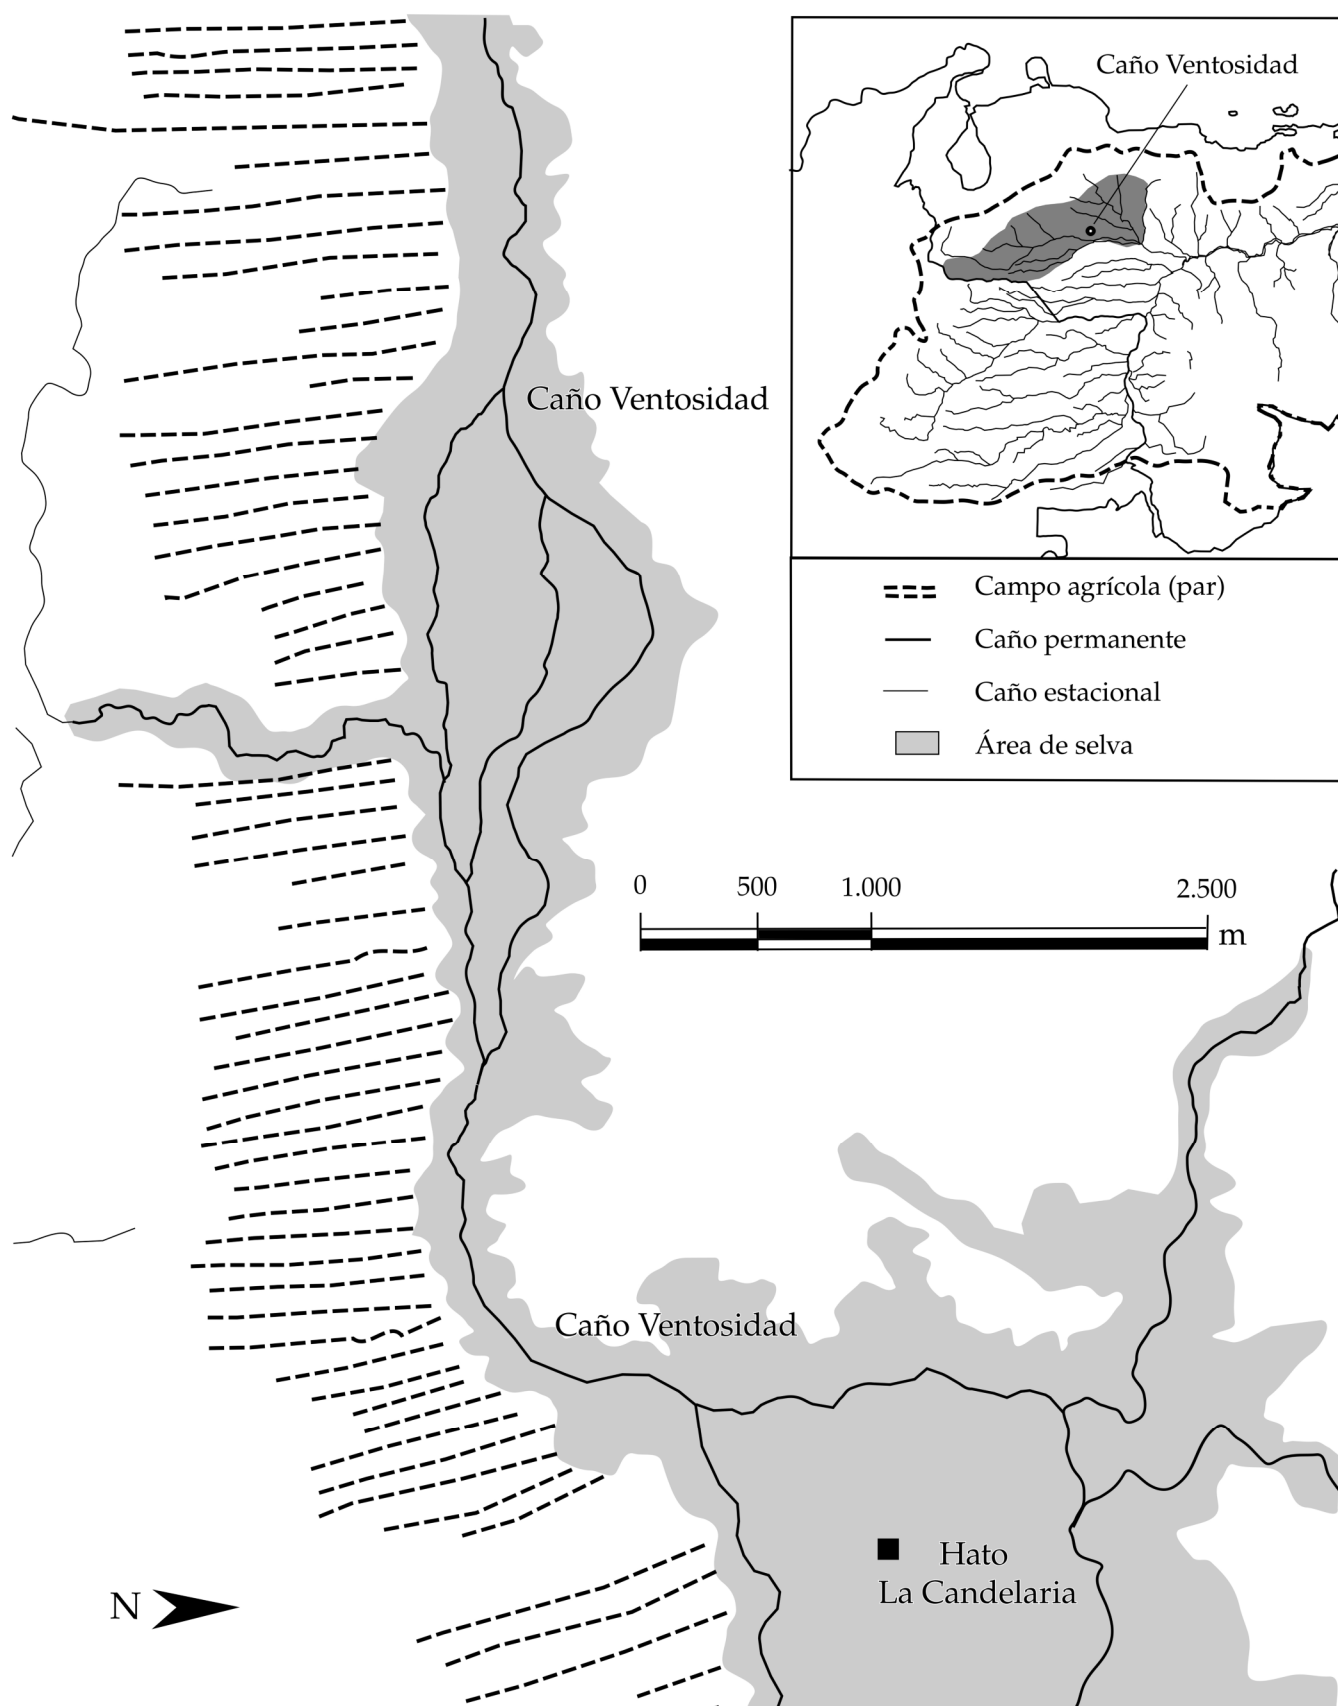 Caño Ventosidad
Caño Ventosidad
Campo agrícola (par)
Caño permanente
Caño estacional
Área de selva
0 500 1.000 2.500
m
Caño Ventosidad
Hato
La Candelaria
N